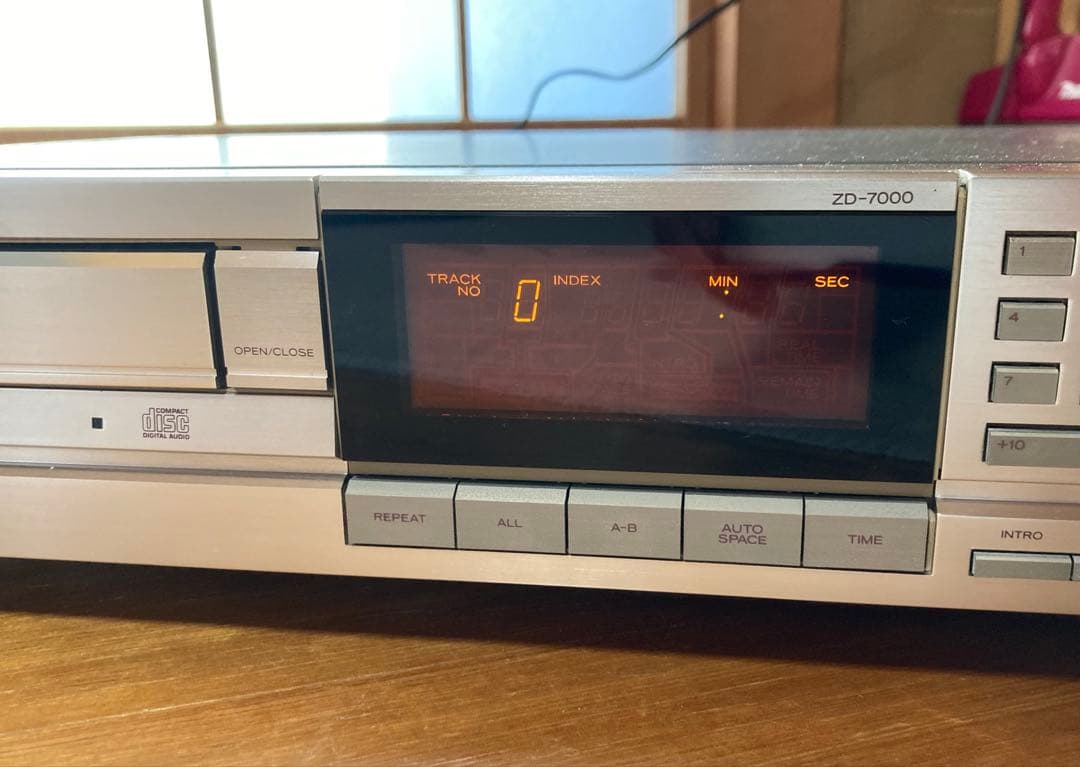 ZD-7000
TRACK NO
0
INDEX
MIN
:
SEC
REMAIN
OPEN/CLOSE
COMPACT
disc
DIGITAL AUDIO
1
4
7
+10
REPEAT
ALL
A-B
AUTO SPACE
TIME
INTRO